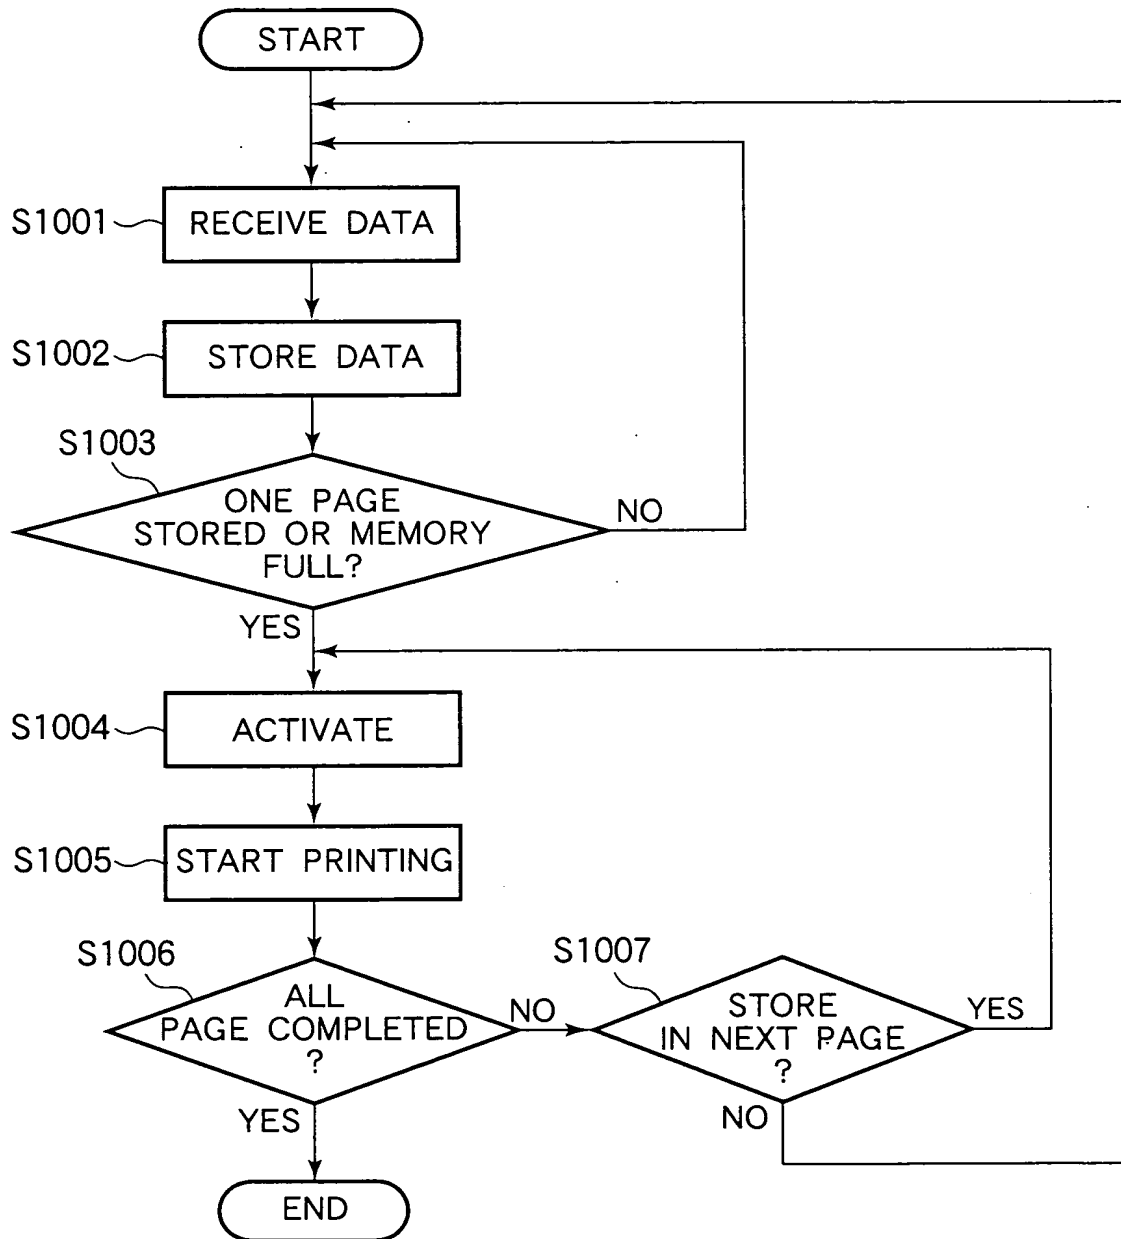 START
S1001
RECEIVE DATA
S1002
STORE DATA
S1003
ONE PAGE
STORED OR MEMORY
FULL?
NO
YES
S1004
ACTIVATE
S1005
START PRINTING
S1006
ALL
PAGE COMPLETED
?
NO
YES
S1007
STORE
IN NEXT PAGE
?
YES
NO
END